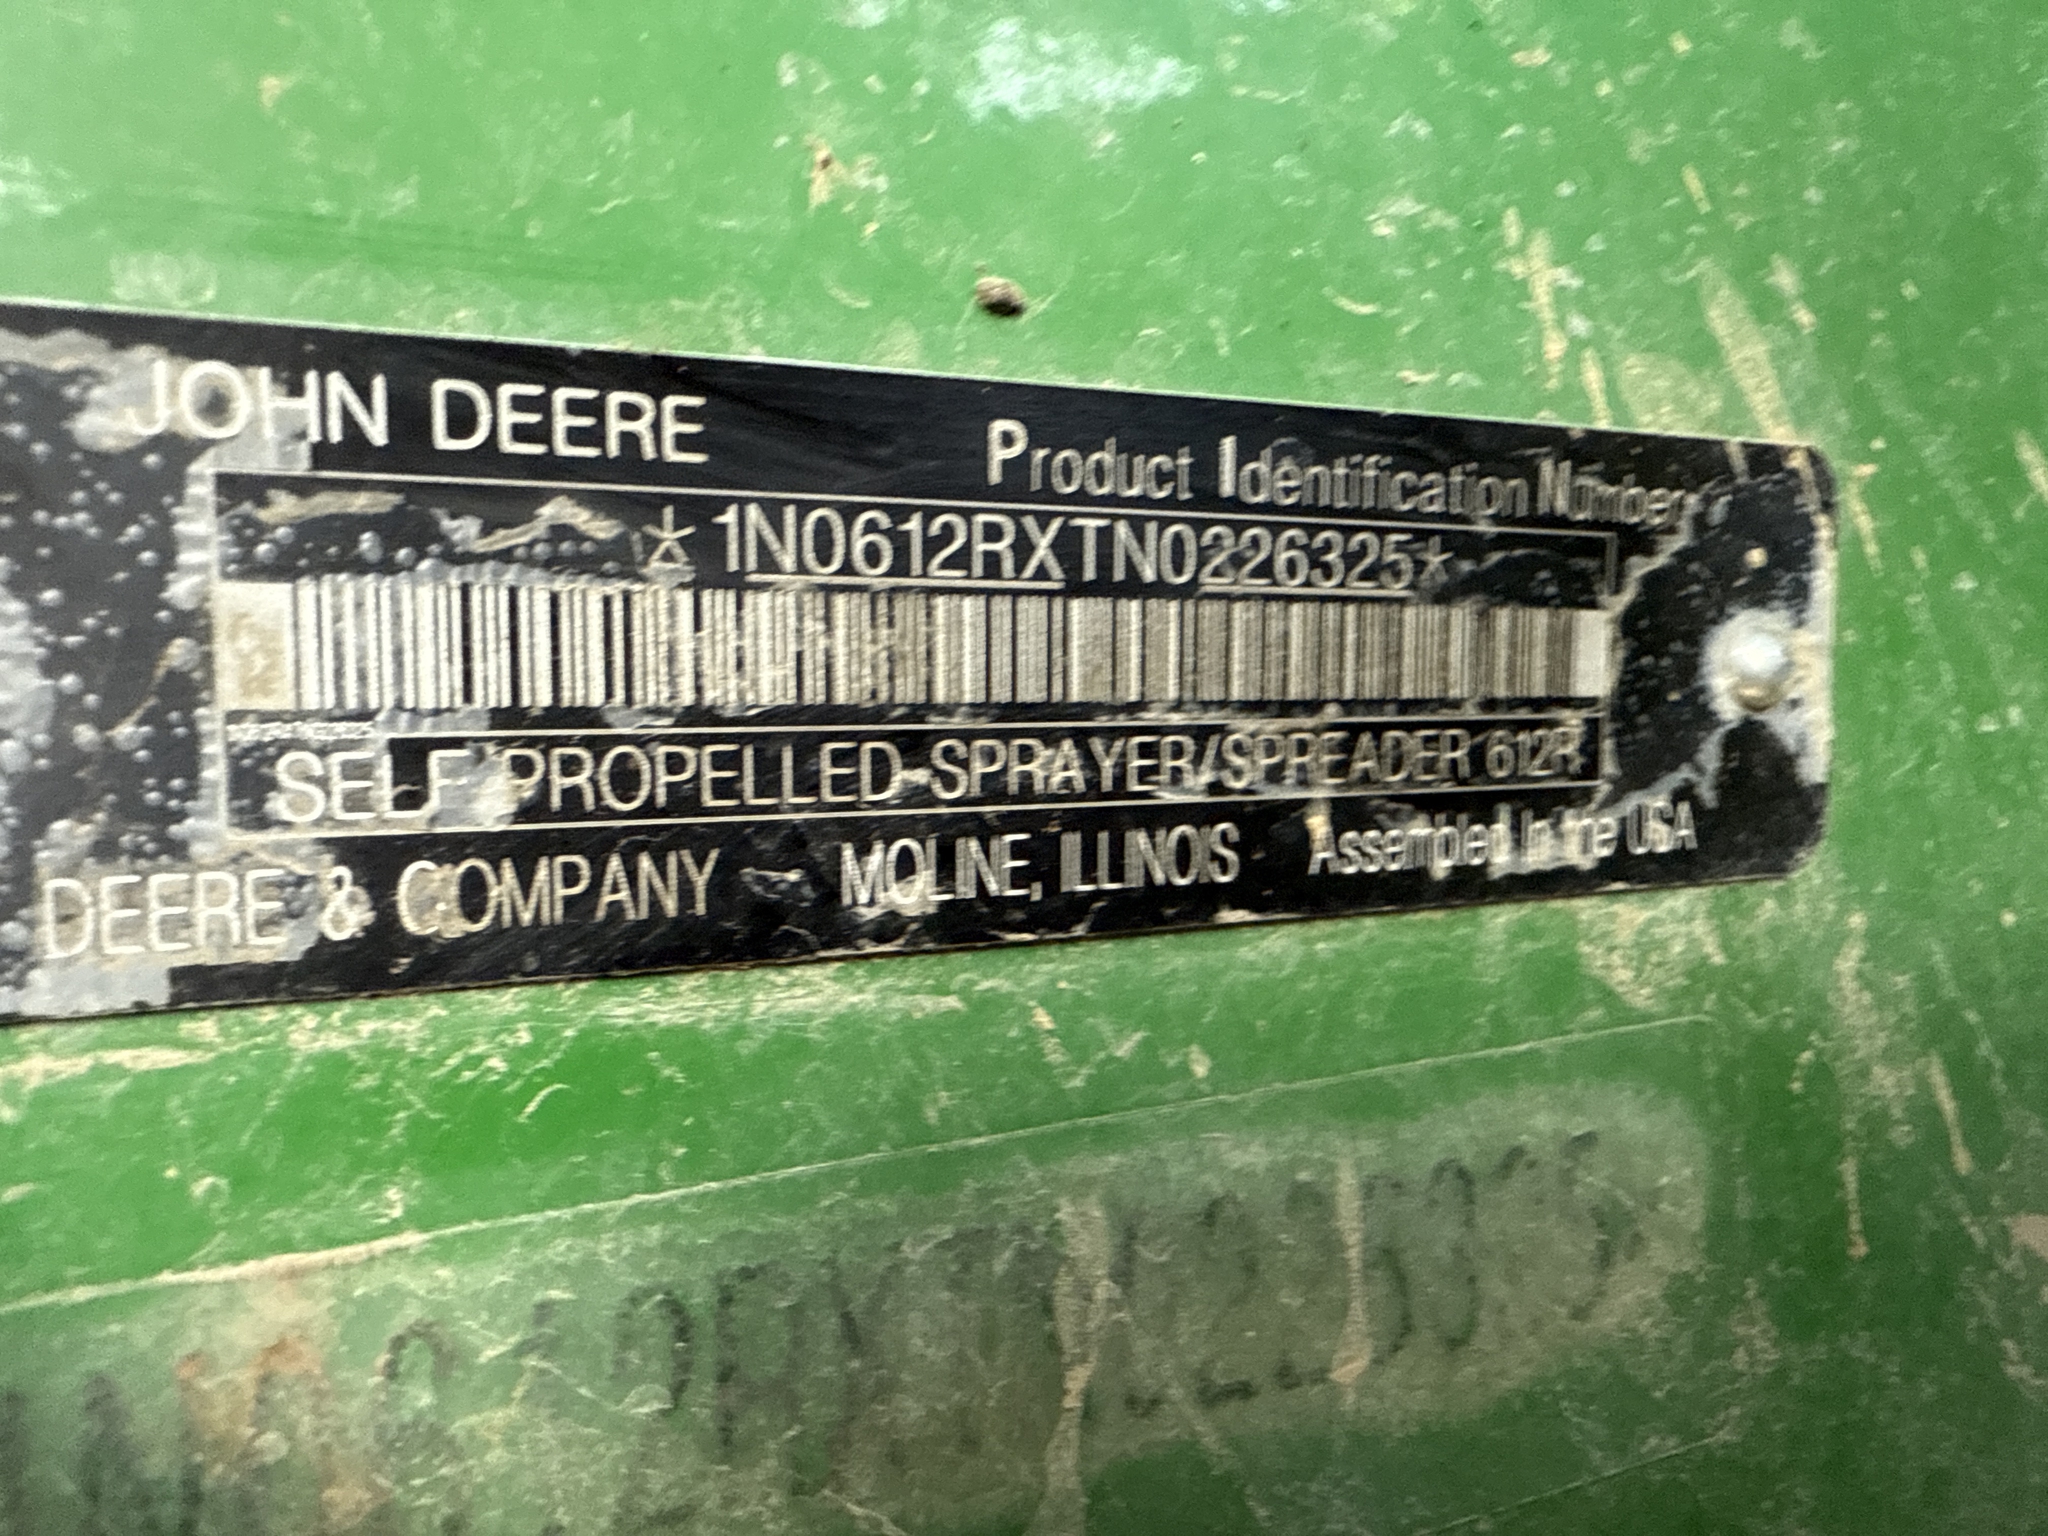 JOHN DEERE
Product Identification Number
*1N0612RXTN0226325*
SELF PROPELLED SPRAYER/SPREADER 612R
DEERE & COMPANY MOLINE, ILLINOIS Assembled in the USA